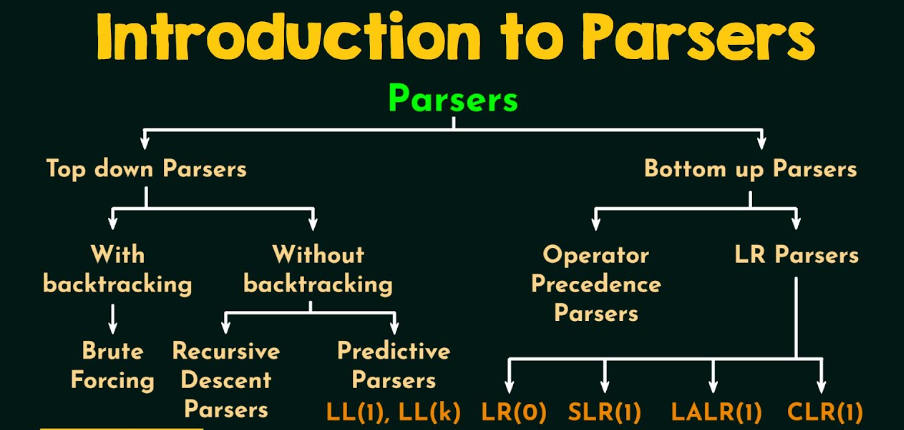 Introduction to Parsers
Parsers
Top down Parsers
Bottom up Parsers
With
backtracking
Without
backtracking
Operator
Precedence
Parsers
LR Parsers
Brute
Forcing
Recursive
Descent
Parsers
Predictive
Parsers
LL(1), LL(k)
LR(0)
SLR(1)
LALR(1)
CLR(1)